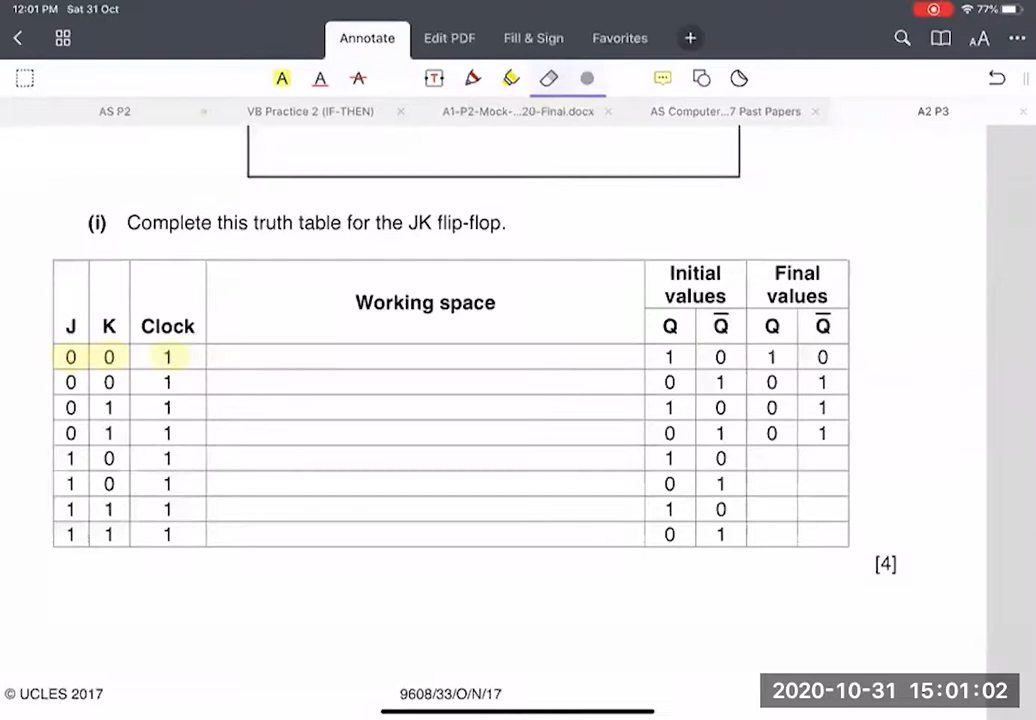 12:01 PM Sat 31 Oct 77%
Annotate Edit PDF Fill & Sign Favorites + AA
A A A T
AS P2 VB Practice 2 (IF-THEN) A1-P2-Mock-...20-Final.docx AS Computer...7 Past Papers A2 P3
(i) Complete this truth table for the JK flip-flop.
J K Clock Working space Initial values Final values
Q Q̅ Q Q̅
0 0 1 1 0 1 0
0 0 1 0 1 0 1
0 1 1 1 0 0 1
0 1 1 0 1 0 1
1 0 1 1 0
1 0 1 0 1
1 1 1 1 0
1 1 1 0 1
[4]
© UCLES 2017 9608/33/O/N/17
2020-10-31 15:01:02